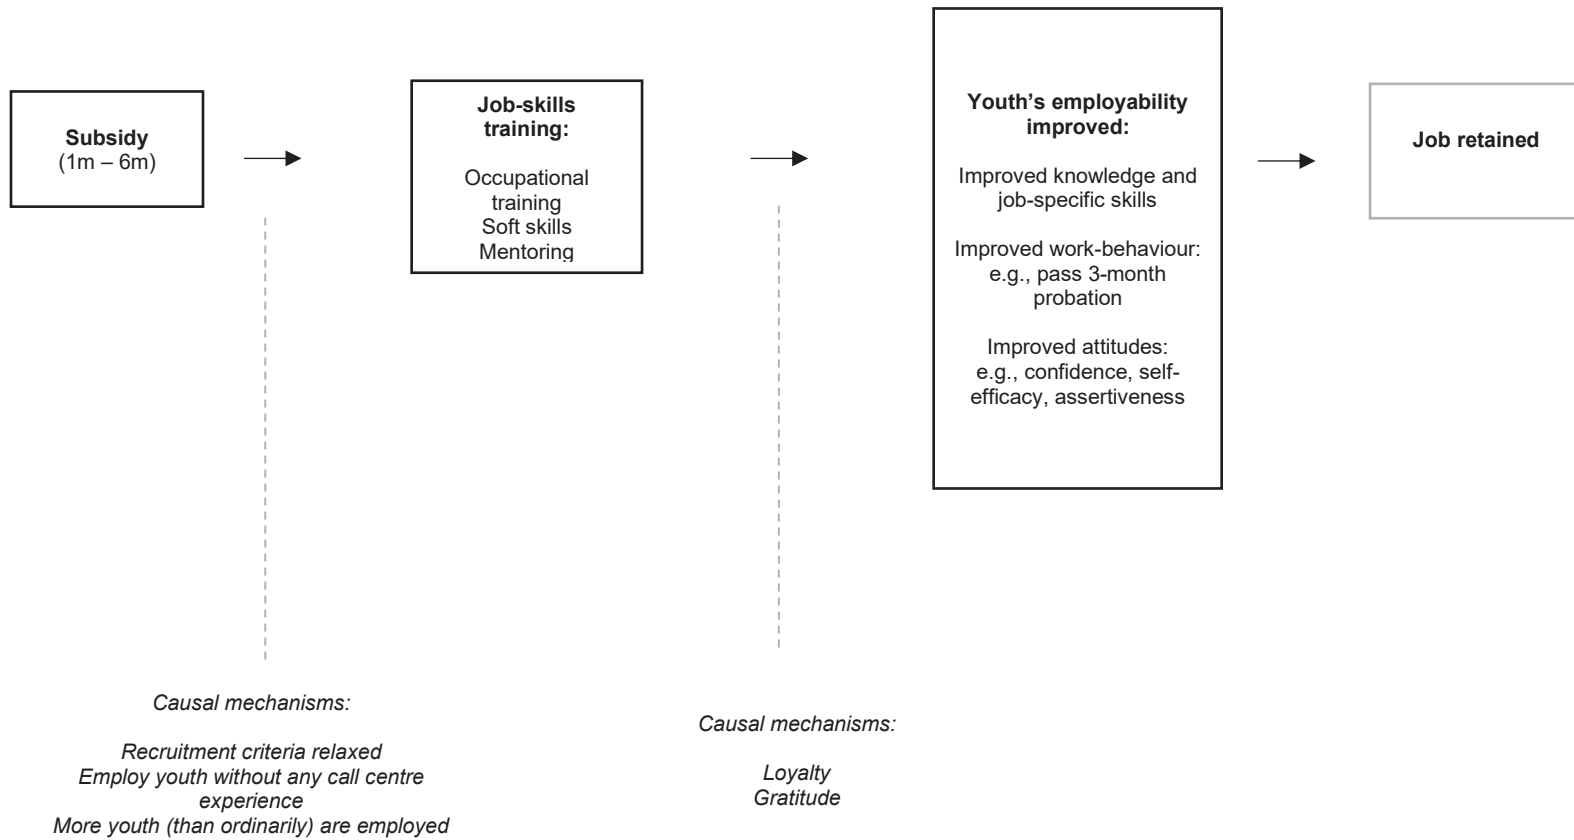 Subsidy
(1m – 6m)
Job-skills
training:
Occupational
training
Soft skills
Mentoring
Youth's employability
improved:
Improved knowledge and
job-specific skills
Improved work-behaviour:
e.g., pass 3-month
probation
Improved attitudes:
e.g., confidence, self-
efficacy, assertiveness
Job retained
Causal mechanisms:
Recruitment criteria relaxed
Employ youth without any call centre
experience
More youth (than ordinarily) are employed
Causal mechanisms:
Loyalty
Gratitude